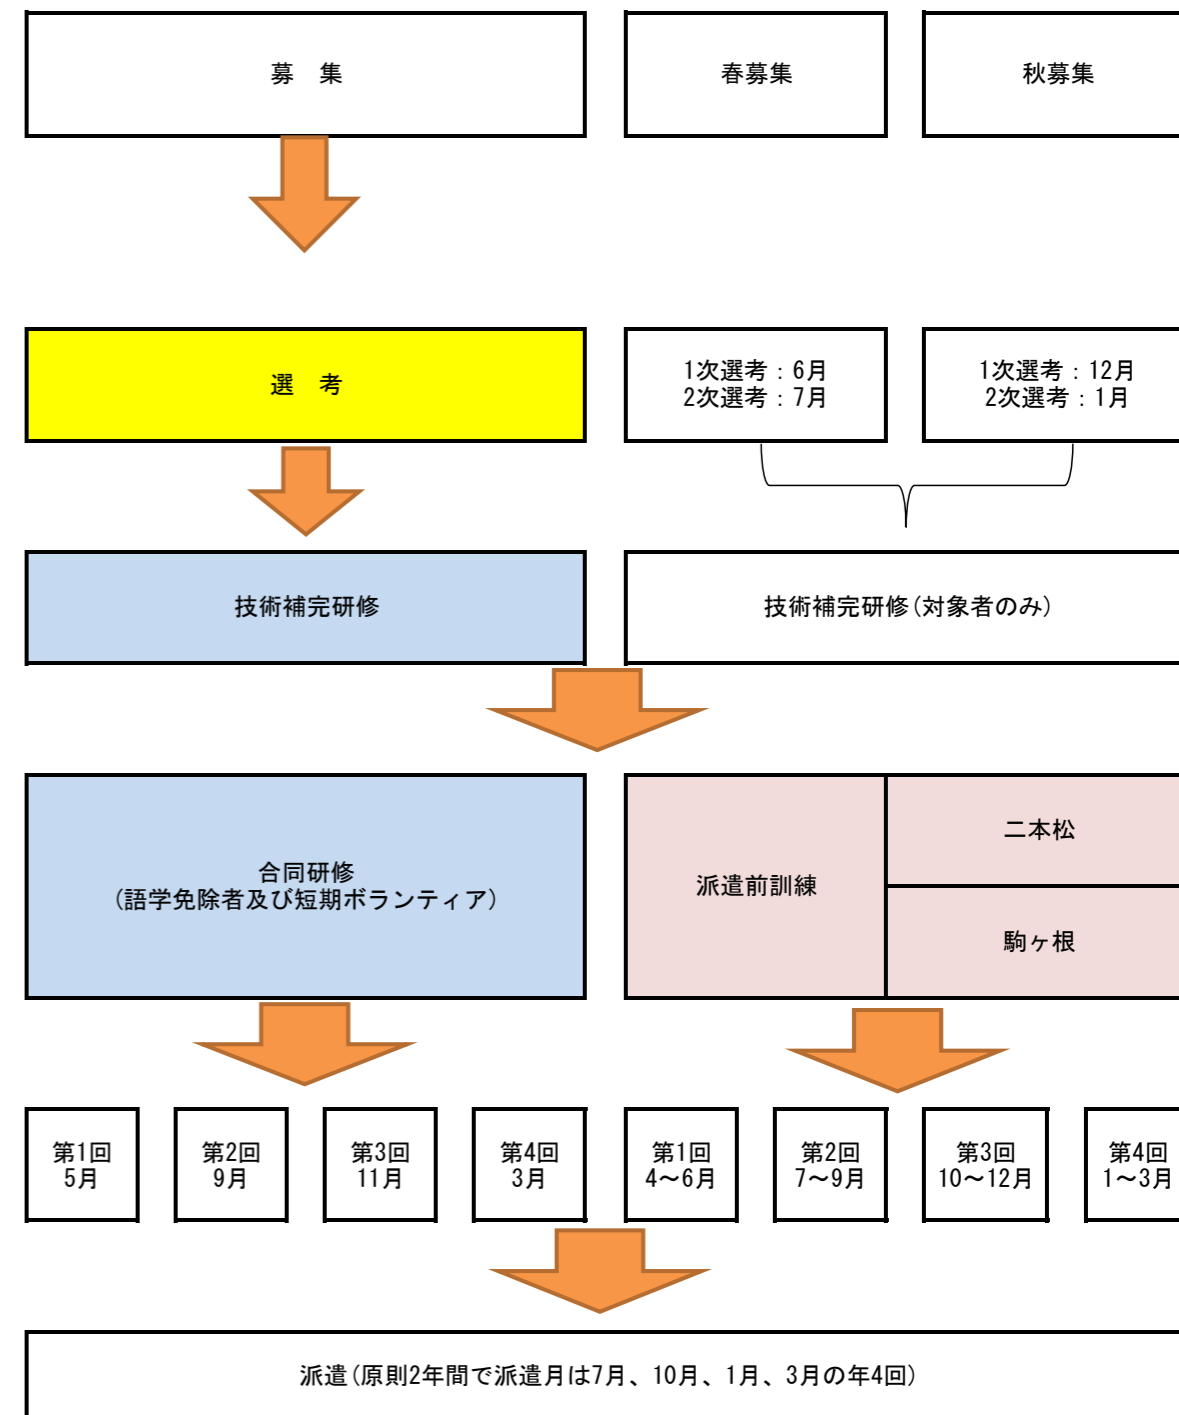 募　集
春募集
秋募集
選　考
1次選考：6月
2次選考：7月
1次選考：12月
2次選考：1月
技術補完研修
技術補完研修(対象者のみ)
合同研修
(語学免除者及び短期ボランティア)
派遣前訓練
二本松
駒ヶ根
第1回
5月
第2回
9月
第3回
11月
第4回
3月
第1回
4～6月
第2回
7～9月
第3回
10～12月
第4回
1～3月
派遣(原則2年間で派遣月は7月、10月、1月、3月の年4回)